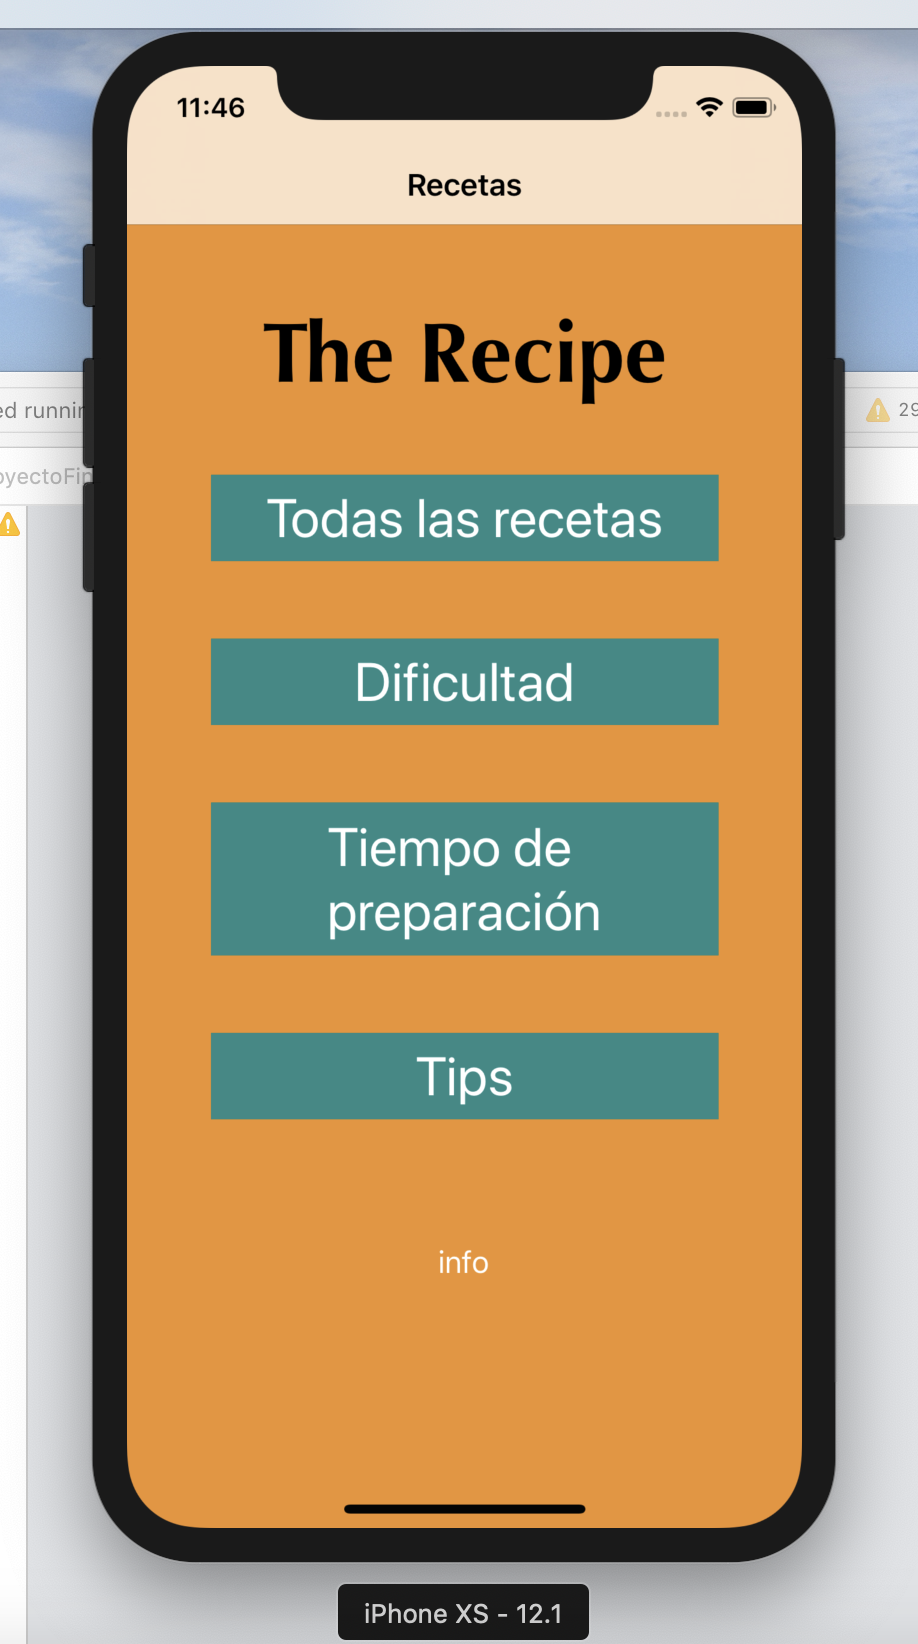 11:46
Recetas
The Recipe
ed runnin
29
oyectoFin
Todas las recetas
Dificultad
Tiempo de
preparación
Tips
info
iPhone XS - 12.1